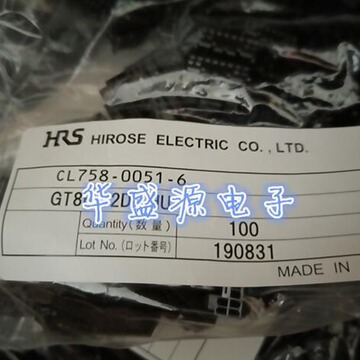 HRS HIROSE ELECTRIC CO., LTD.
CL758-0051-6
华盛源电子
Quantity (数量) 100
Lot No. (ロット番号) 190831
MADE IN